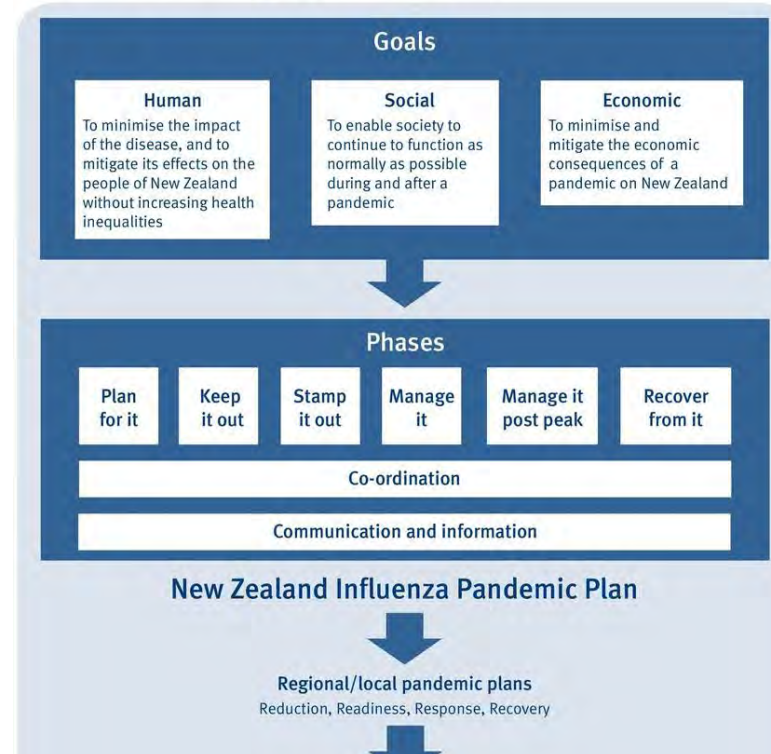 Goals
Human
To minimise the impact
of the disease, and to
mitigate its effects on the
people of New Zealand
without increasing health
inequalities
Social
To enable society to
continue to function as
normally as possible
during and after a
pandemic
Economic
To minimise and
mitigate the economic
consequences of a
pandemic on New Zealand
Phases
Plan
for it
Keep
it out
Stamp
it out
Manage
it
Manage it
post peak
Recover
from it
Co-ordination
Communication and information
New Zealand Influenza Pandemic Plan
Regional/local pandemic plans
Reduction, Readiness, Response, Recovery